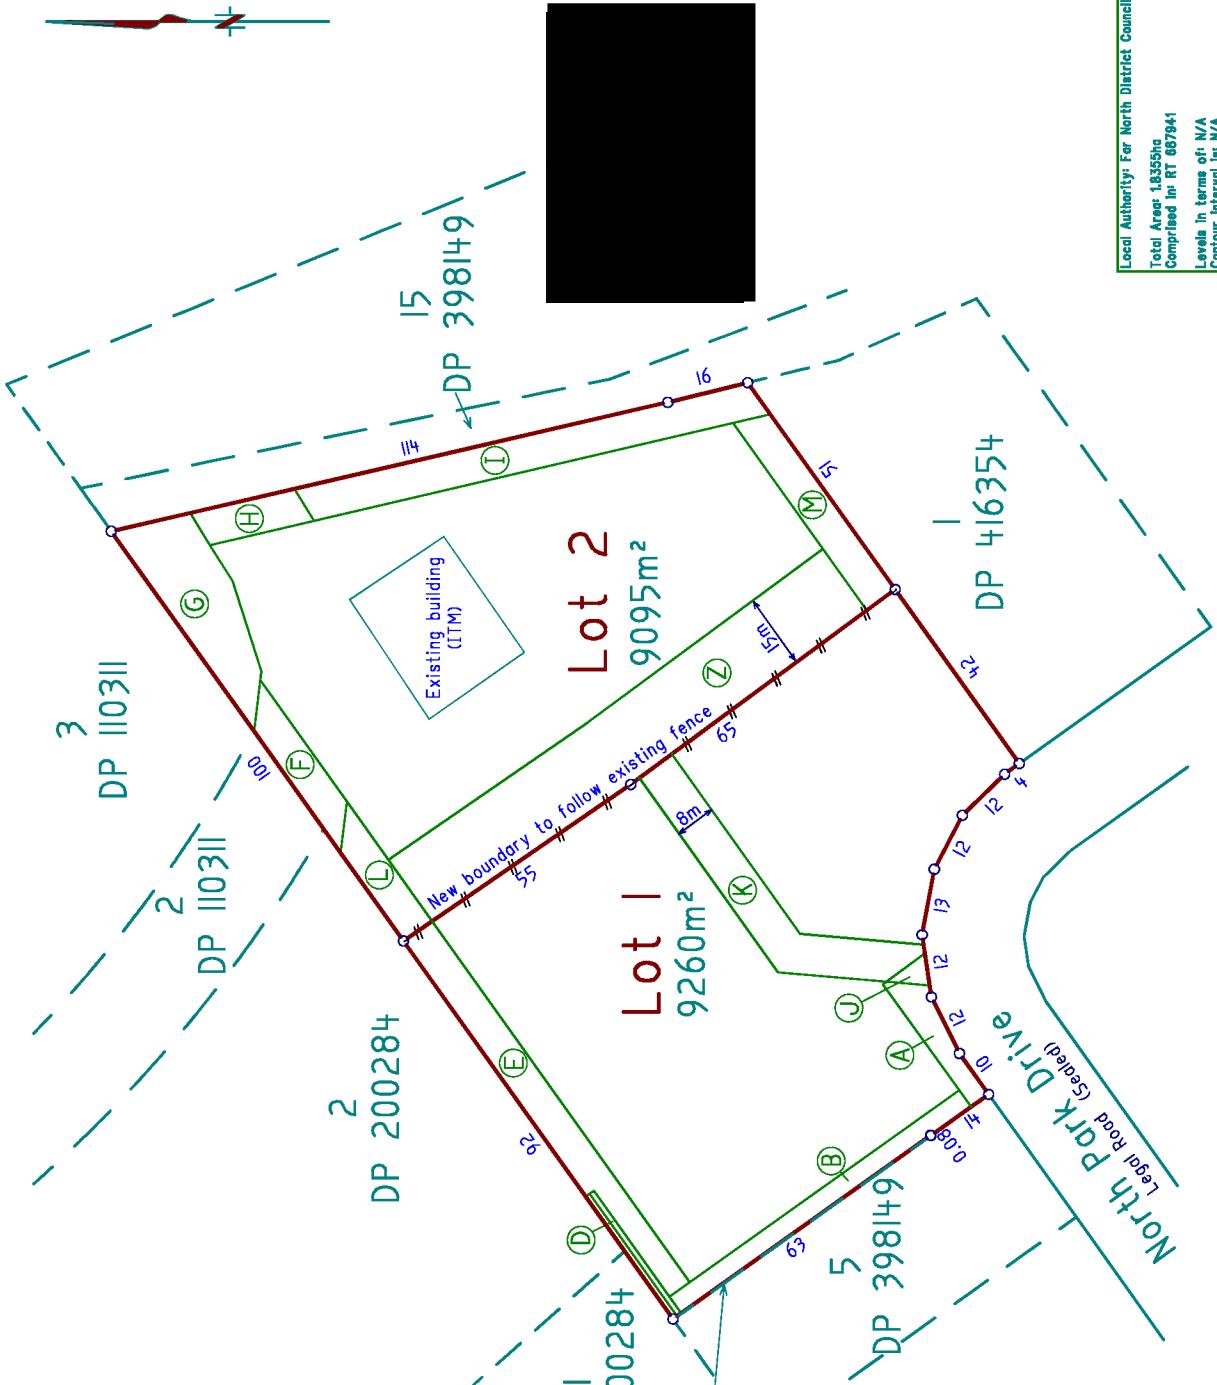 N
Local Authority: Far North District Council
Total Area: 1.8355ha
Comprised in: RT 687941
Levels in terms of: N/A
15
DP 398149
16
114
I
H
51
M
1
DP 416354
G
Existing building
(ITM)
Lot 2
9095m²
3
DP 110311
100
F
15m
Z
65
42
New boundary to follow existing fence
55
L
2
DP 110311
8m
K
4
12
12
13
12
12
10
14
0.08
Lot 1
9260m²
J
A
E
2
DP 200284
92
D
B
63
5
DP 398149
North Park Drive
Legal Road (Sealed)
1
00284